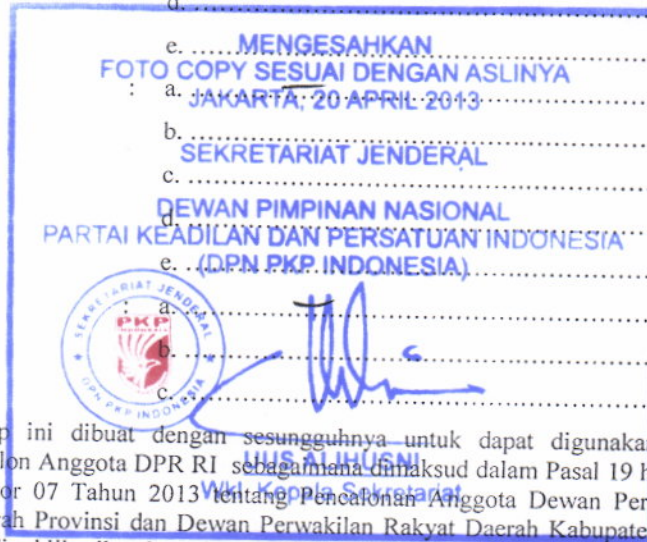 d. ..........
e. ..........
MENGESAHKAN
FOTO COPY SESUAI DENGAN ASLINYA
: a. ..........
JAKARTA, 20 APRIL 2013
b. ..........
SEKRETARIAT JENDERAL
c. ..........
DEWAN PIMPINAN NASIONAL
d. ..........
PARTAI KEADILAN DAN PERSATUAN INDONESIA
e. ..........
(DPN PKP INDONESIA)
: a. ..........
b. ..........
c. ..........
SEKRETARIAT JENDERAL
PKP
INDONESIA
DPN PKP INDONESIA
p ini dibuat dengan sesungguhnya untuk dapat digunakan
UUS ALIHUSNI
lon Anggota DPR RI sebagaimana dimaksud dalam Pasal 19 h
Wkl. Kepala Sekretariat
or 07 Tahun 2013 tentang Pencalonan Anggota Dewan Per
rah Provinsi dan Dewan Perwakilan Rakyat Daerah Kabupate